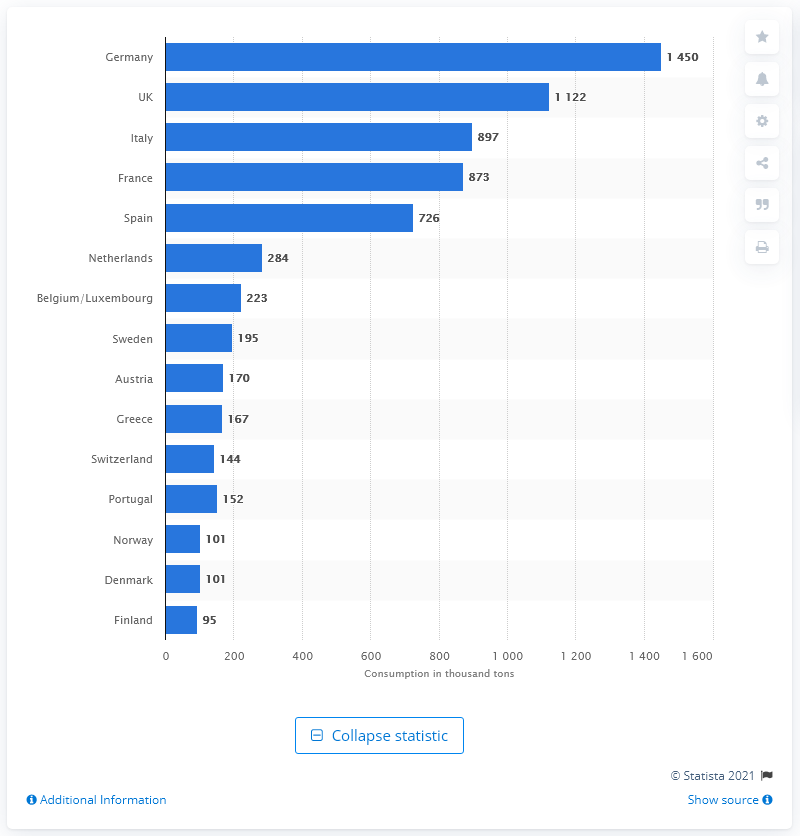 Germany 1 450
UK 1 122
Italy 897
France 873
Spain 726
Netherlands 284
Belgium/Luxembourg 223
Sweden 195
Austria 170
Greece 167
Switzerland 144
Portugal 152
Norway 101
Denmark 101
Finland 95
0 200 400 600 800 1 000 1 200 1 400 1 600
Consumption in thousand tons
Collapse statistic
© Statista 2021
Additional Information Show source